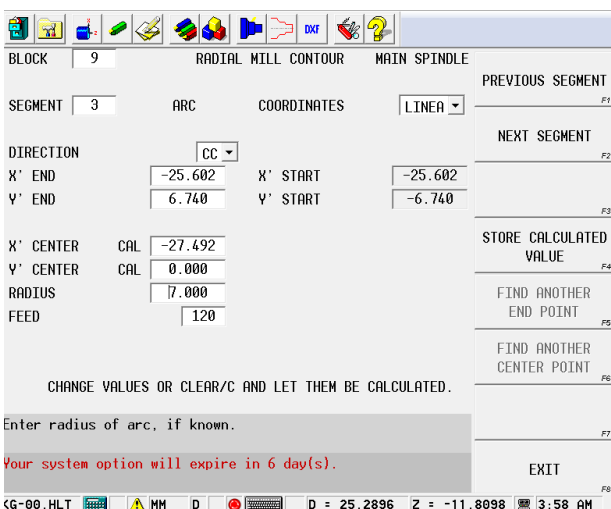 DXF
BLOCK 9 RADIAL MILL CONTOUR MAIN SPINDLE
PREVIOUS SEGMENT
F1
SEGMENT 3 ARC COORDINATES LINEA
NEXT SEGMENT
F2
DIRECTION CC
X' END -25.602 X' START -25.602
Y' END 6.740 Y' START -6.740
F3
X' CENTER CAL -27.492
STORE CALCULATED
VALUE
F4
Y' CENTER CAL 0.000
RADIUS 7.000
FIND ANOTHER
END POINT
F5
FEED 120
FIND ANOTHER
CENTER POINT
F6
CHANGE VALUES OR CLEAR/C AND LET THEM BE CALCULATED.
Enter radius of arc, if known.
F7
Your system option will expire in 6 day(s).
EXIT
F8
KG-00.HLT MM D D = 25.2896 Z = -11.8098 3:58 AM